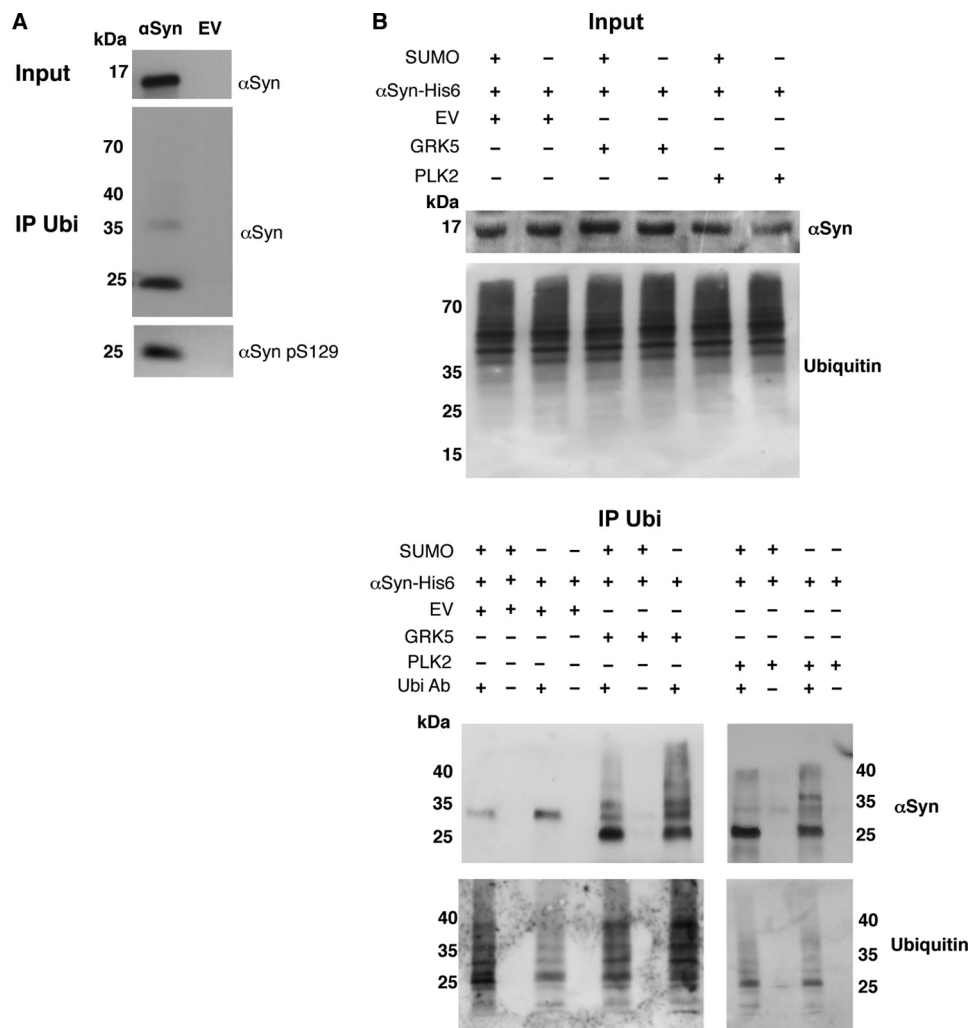 A
αSyn EV
kDa
Input
17
αSyn
70
40
IP Ubi
35
αSyn
25
25
αSyn pS129
B
Input
SUMO + – + – + –
αSyn-His6 + + + + + +
EV + + – – – –
GRK5 – – + + – –
PLK2 – – – – + +
kDa
17
αSyn
70
35
Ubiquitin
25
15
IP Ubi
SUMO + + – – + + – + + – –
αSyn-His6 + + + + + + + + + + +
EV + + + + – – – – – – –
GRK5 – – – – + + + – – – –
PLK2 – – – – – – – + + + +
Ubi Ab + – + – + – + + – + –
kDa
40 40
35 35
αSyn
25 25
40 40
35 35
Ubiquitin
25 25